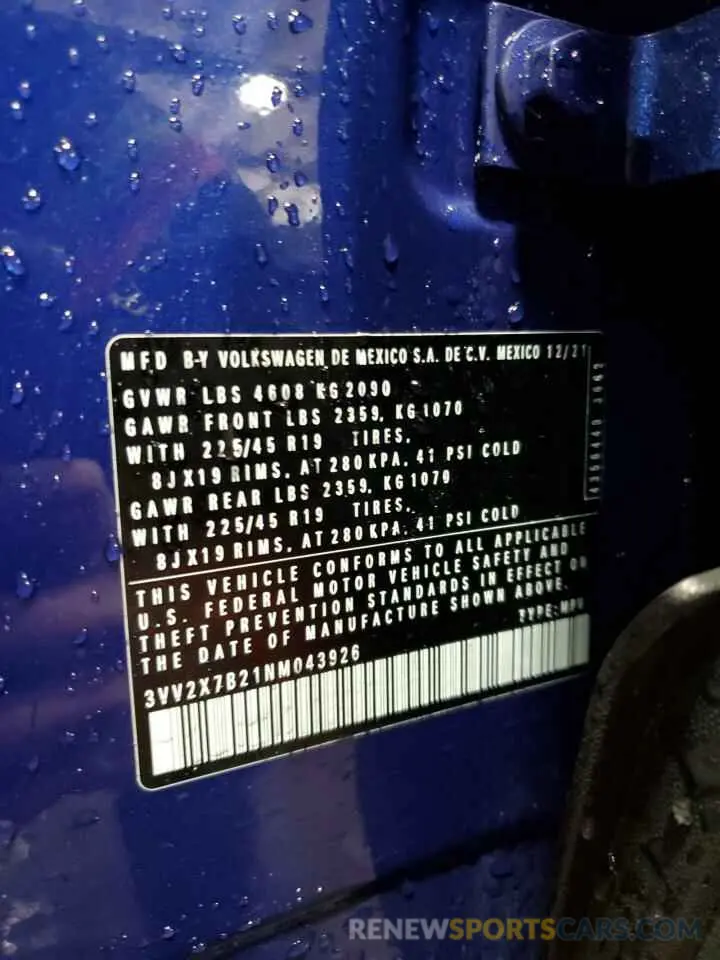 MFD BY VOLKSWAGEN DE MEXICO S.A. DE C.V. MEXICO 12/21
GVWR LBS 4608 KG 2090
GAWR FRONT LBS 2359, KG 1070
WITH 225/45 R19 TIRES,
8JX19 RIMS, AT 280 KPA, 41 PSI COLD
GAWR REAR LBS 2359, KG 1070
WITH 225/45 R19 TIRES,
8JX19 RIMS, AT 280 KPA, 41 PSI COLD
THIS VEHICLE CONFORMS TO ALL APPLICABLE
U.S. FEDERAL MOTOR VEHICLE SAFETY AND
THEFT PREVENTION STANDARDS IN EFFECT ON
THE DATE OF MANUFACTURE SHOWN ABOVE.
TYPE: MPV
3VV2X7B21NM043926
RENEWSPORTSCARS.COM